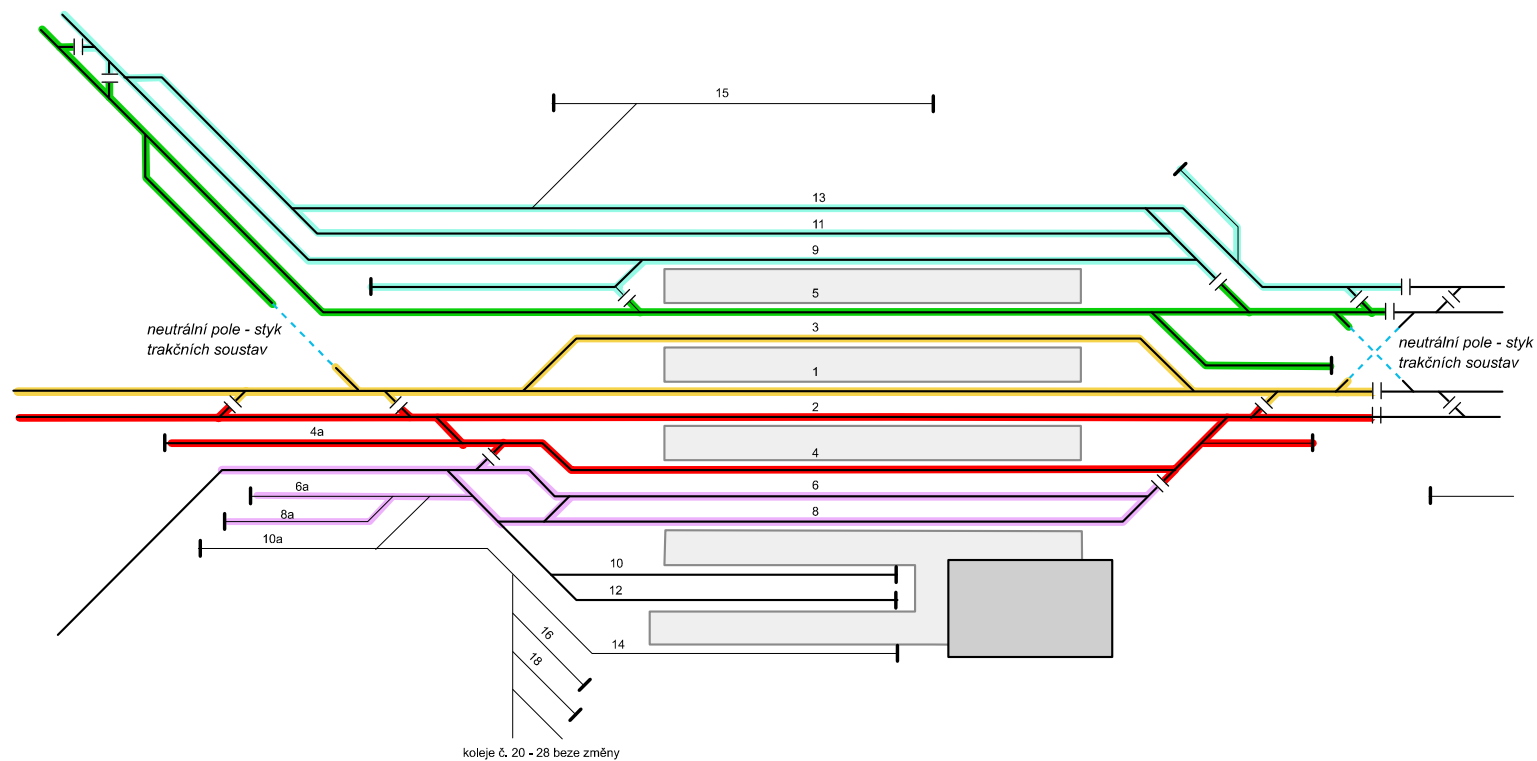 15
13
11
9
5
neutrální pole - styk
trakčních soustav
3
neutrální pole - styk
trakčních soustav
1
2
4a
4
6a
6
8a
8
10a
10
12
16
14
18
koleje č. 20 - 28 beze změny